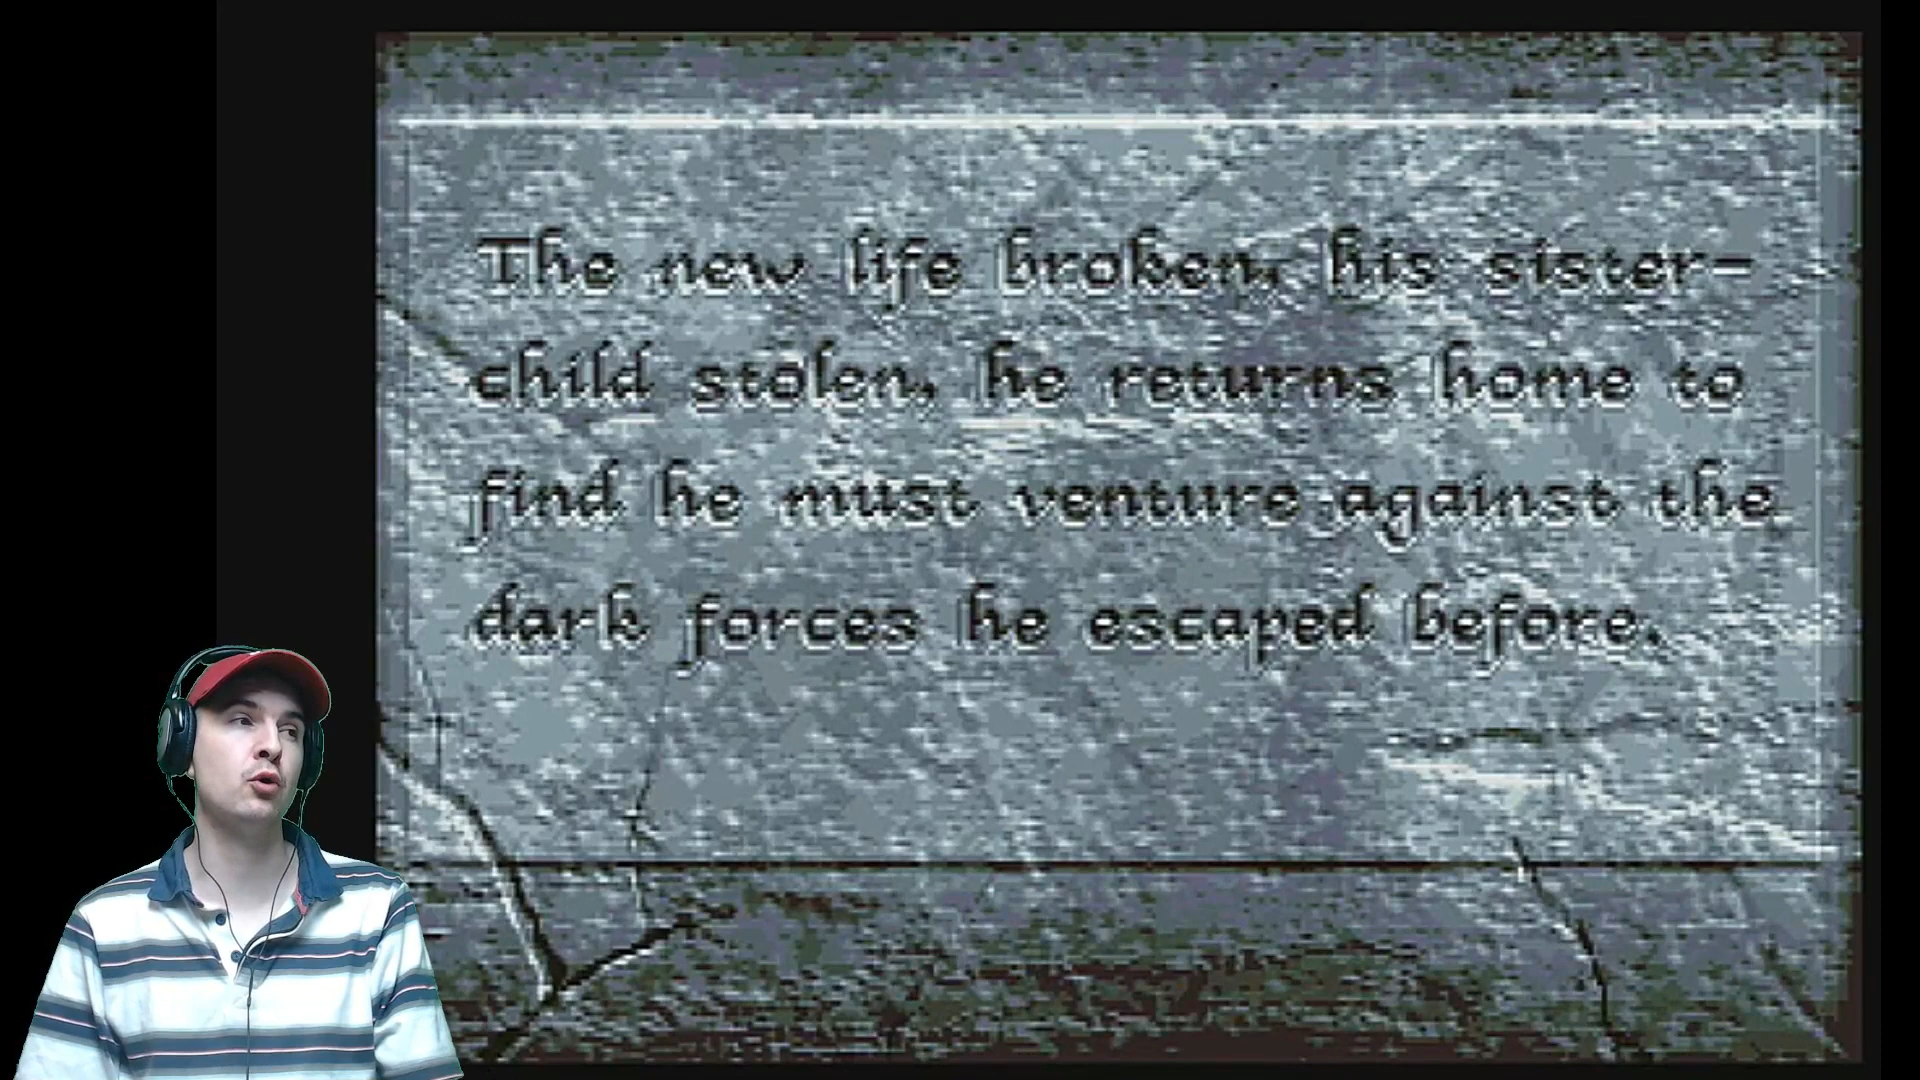 The new life broken, his sister-
child stolen, he returns home to
find he must venture against the
dark forces he escaped before.